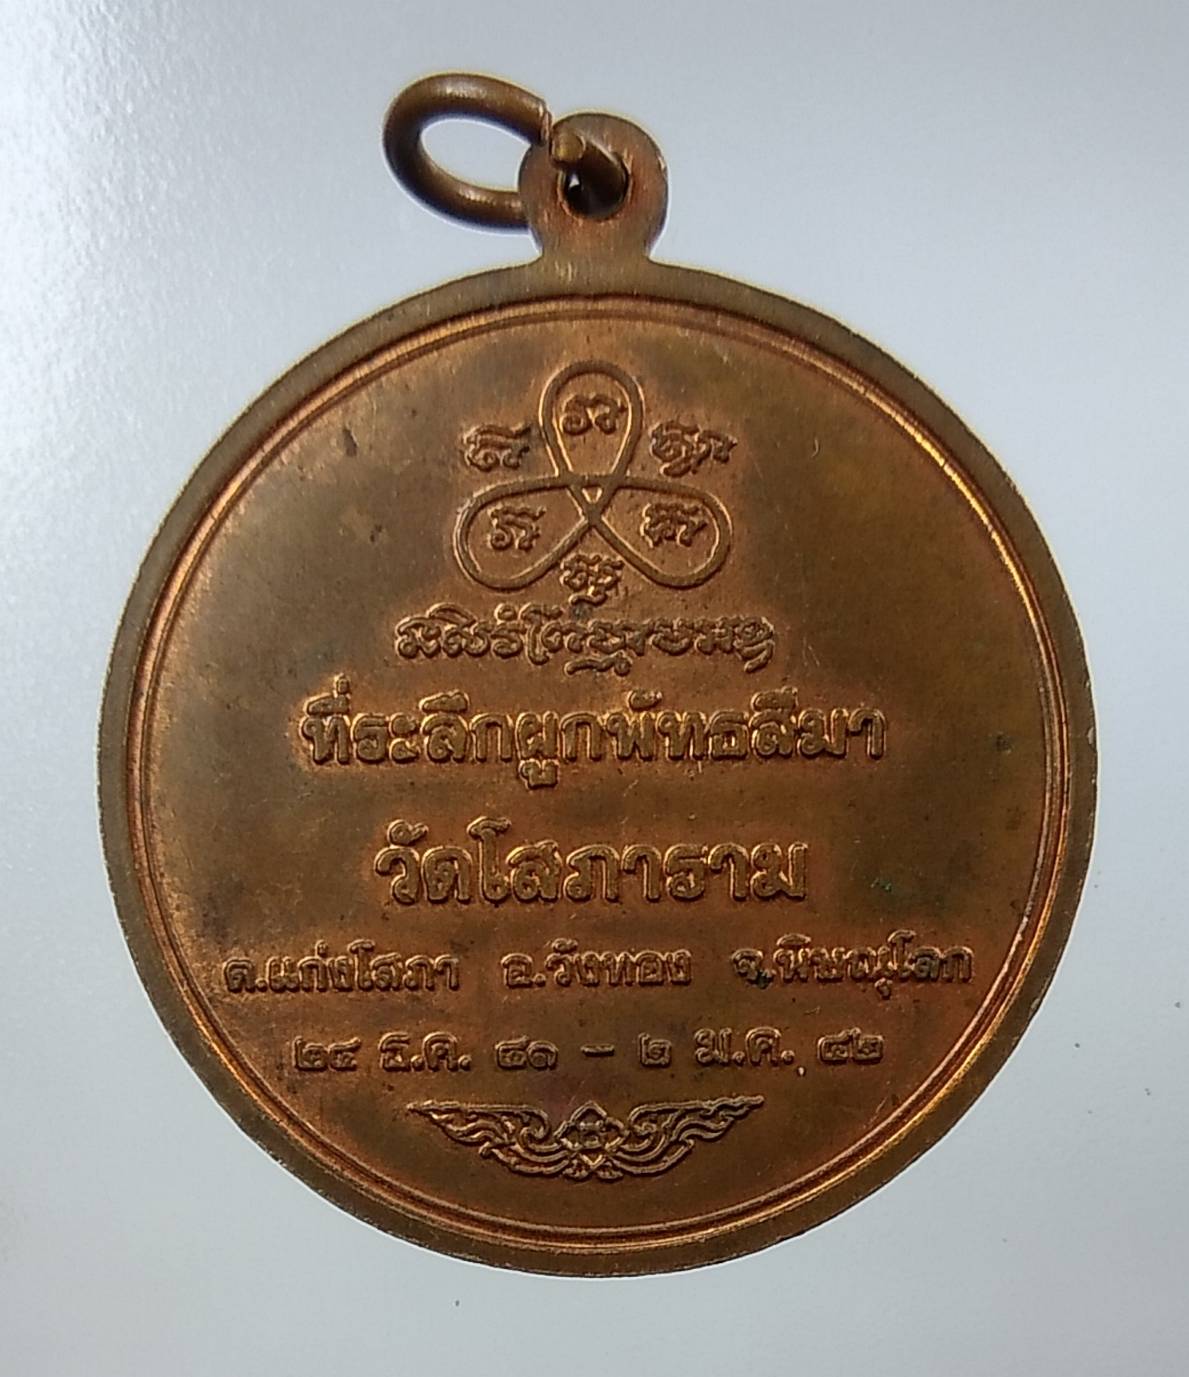 ที่ระลึกผูกพัทธสีมา
วัดโสภาราม
ต.แก่งโสภา อ.วังทอง จ.พิษณุโลก
๒๔ ธ.ค. ๔๑ - ๒ ม.ค. ๔๒